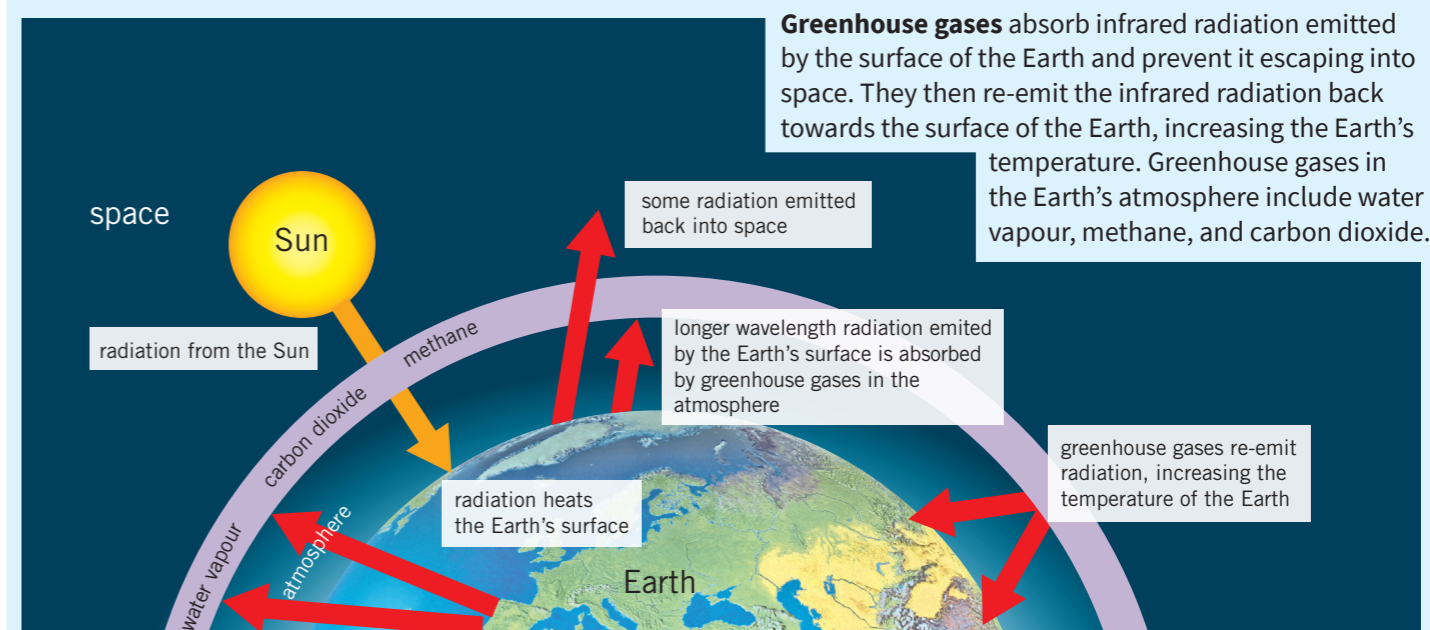 Greenhouse gases absorb infrared radiation emitted
by the surface of the Earth and prevent it escaping into
space. They then re-emit the infrared radiation back
towards the surface of the Earth, increasing the Earth's
temperature. Greenhouse gases in
the Earth's atmosphere include water
vapour, methane, and carbon dioxide.
space
Sun
some radiation emitted
back into space
radiation from the Sun
methane
carbon dioxide
water vapour
atmosphere
longer wavelength radiation emited
by the Earth's surface is absorbed
by greenhouse gases in the
atmosphere
greenhouse gases re-emit
radiation, increasing the
temperature of the Earth
radiation heats
the Earth's surface
Earth